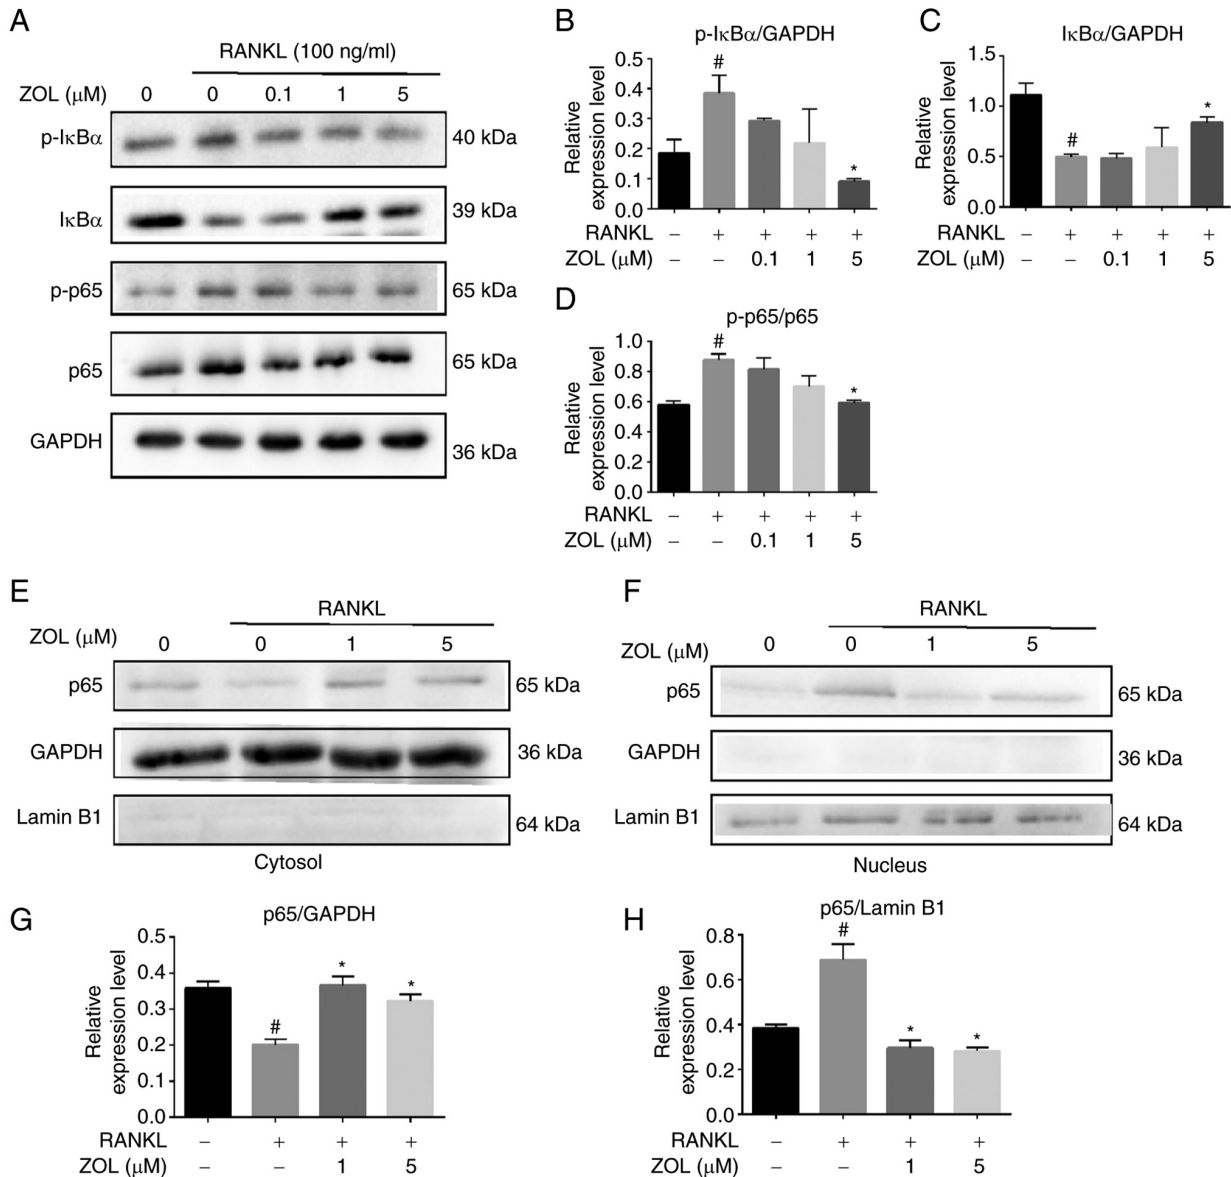 A
RANKL (100 ng/ml)
ZOL (μM) 0 0 0.1 1 5
p-IκBα 40 kDa
IκBα 39 kDa
p-p65 65 kDa
p65 65 kDa
GAPDH 36 kDa
B
p-IκBα/GAPDH
Relative
expression level
0.5
0.4
0.3
0.2
0.1
0.0
#
*
RANKL – + + + +
ZOL (μM) – – 0.1 1 5
C
IκBα/GAPDH
Relative
expression level
1.5
1.0
0.5
0.0
#
*
RANKL – + + + +
ZOL (μM) – – 0.1 1 5
D
p-p65/p65
Relative
expression level
1.0
0.8
0.6
0.4
0.2
0.0
#
*
RANKL – + + + +
ZOL (μM) – – 0.1 1 5
E
RANKL
ZOL (μM) 0 0 1 5
p65 65 kDa
GAPDH 36 kDa
Lamin B1 64 kDa
Cytosol
F
RANKL
ZOL (μM) 0 0 1 5
p65 65 kDa
GAPDH 36 kDa
Lamin B1 64 kDa
Nucleus
G
p65/GAPDH
Relative
expression level
0.5
0.4
0.3
0.2
0.1
0.0
#
*
*
RANKL – + + +
ZOL (μM) – – 1 5
H
p65/Lamin B1
Relative
expression level
0.8
0.6
0.4
0.2
0.0
#
*
*
RANKL – + + +
ZOL (μM) – – 1 5